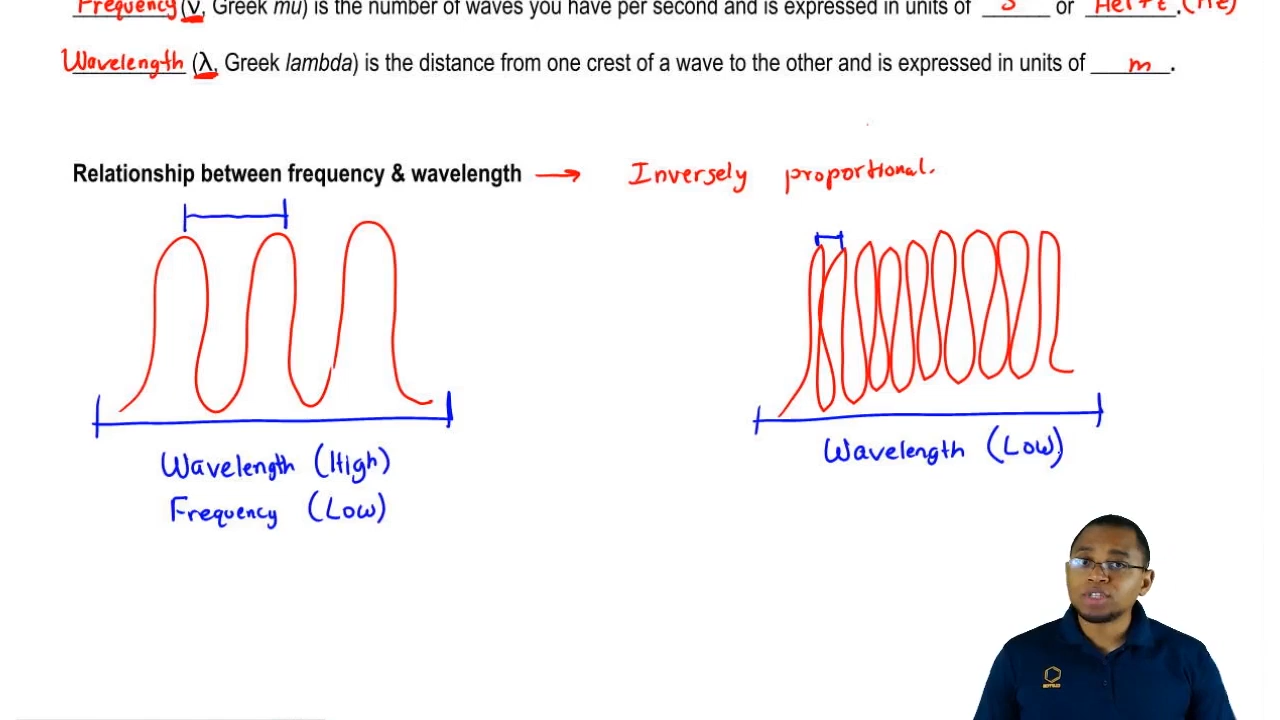 Frequency (ν, Greek mu) is the number of waves you have per second and is expressed in units of ______ or Hertz. (Hz)
Wavelength (λ, Greek lambda) is the distance from one crest of a wave to the other and is expressed in units of m.
Relationship between frequency & wavelength → Inversely proportional.
Wavelength (High)
Frequency (Low)
Wavelength (Low)